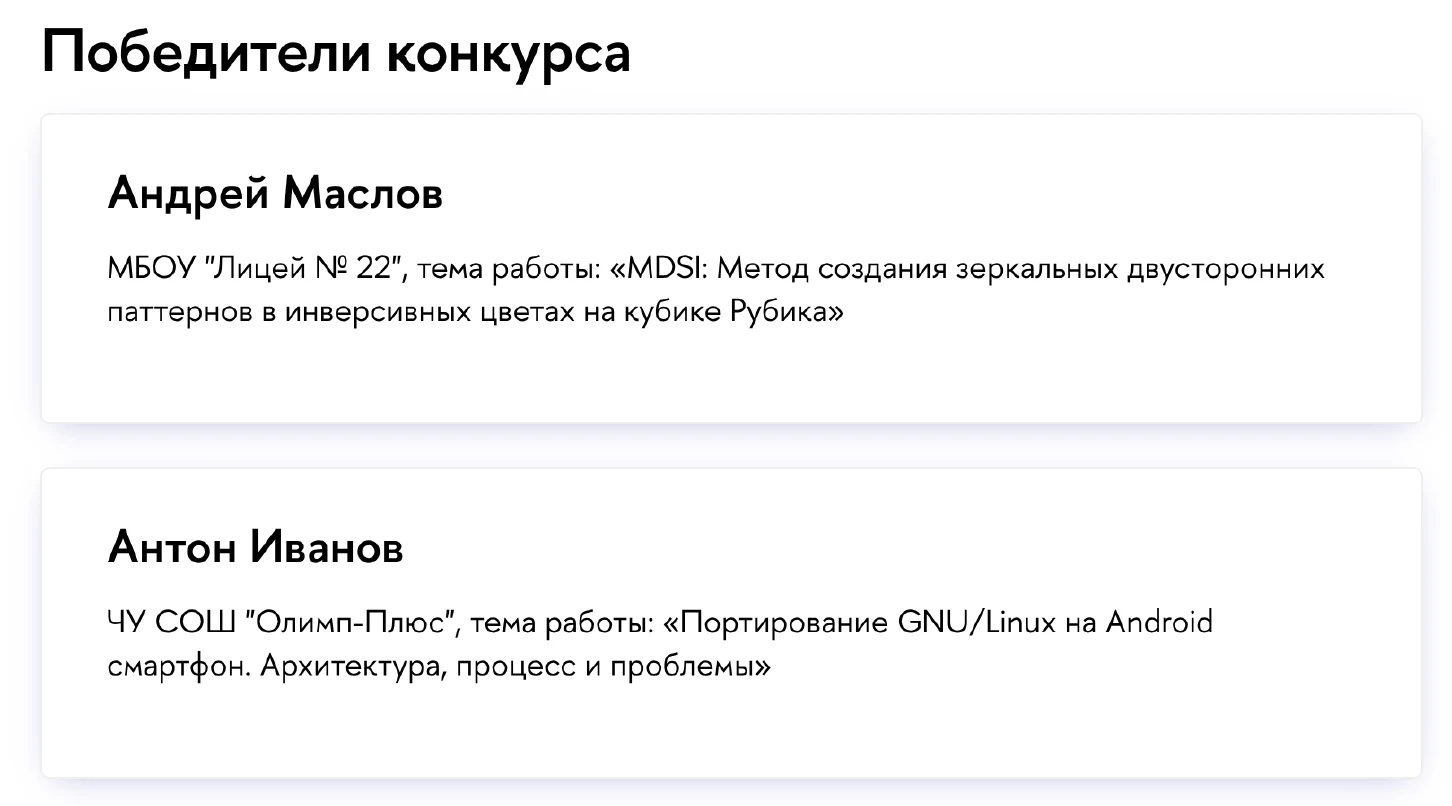 Победители конкурса
Андрей Маслов
МБОУ "Лицей № 22", тема работы: «MDSI: Метод создания зеркальных двусторонних
паттернов в инверсивных цветах на кубике Рубика»
Антон Иванов
ЧУ СОШ "Олимп-Плюс", тема работы: «Портирование GNU/Linux на Android
смартфон. Архитектура, процесс и проблемы»